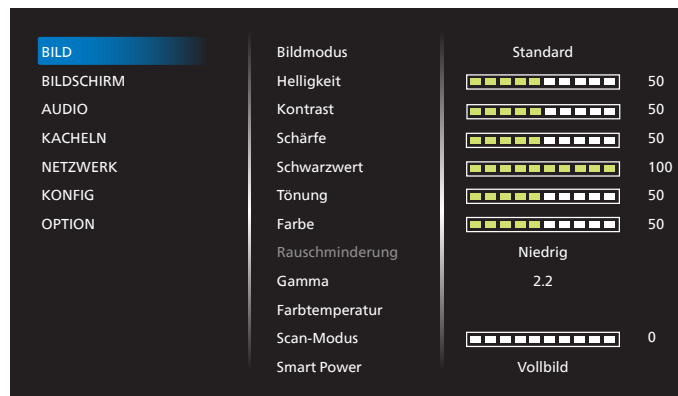 BILD Bildmodus Standard
BILDSCHIRM Helligkeit 50
AUDIO Kontrast 50
KACHELN Schärfe 50
NETZWERK Schwarzwert 100
KONFIG Tönung 50
OPTION Farbe 50
Rauschminderung Niedrig
Gamma 2.2
Farbtemperatur
Scan-Modus 0
Smart Power Vollbild